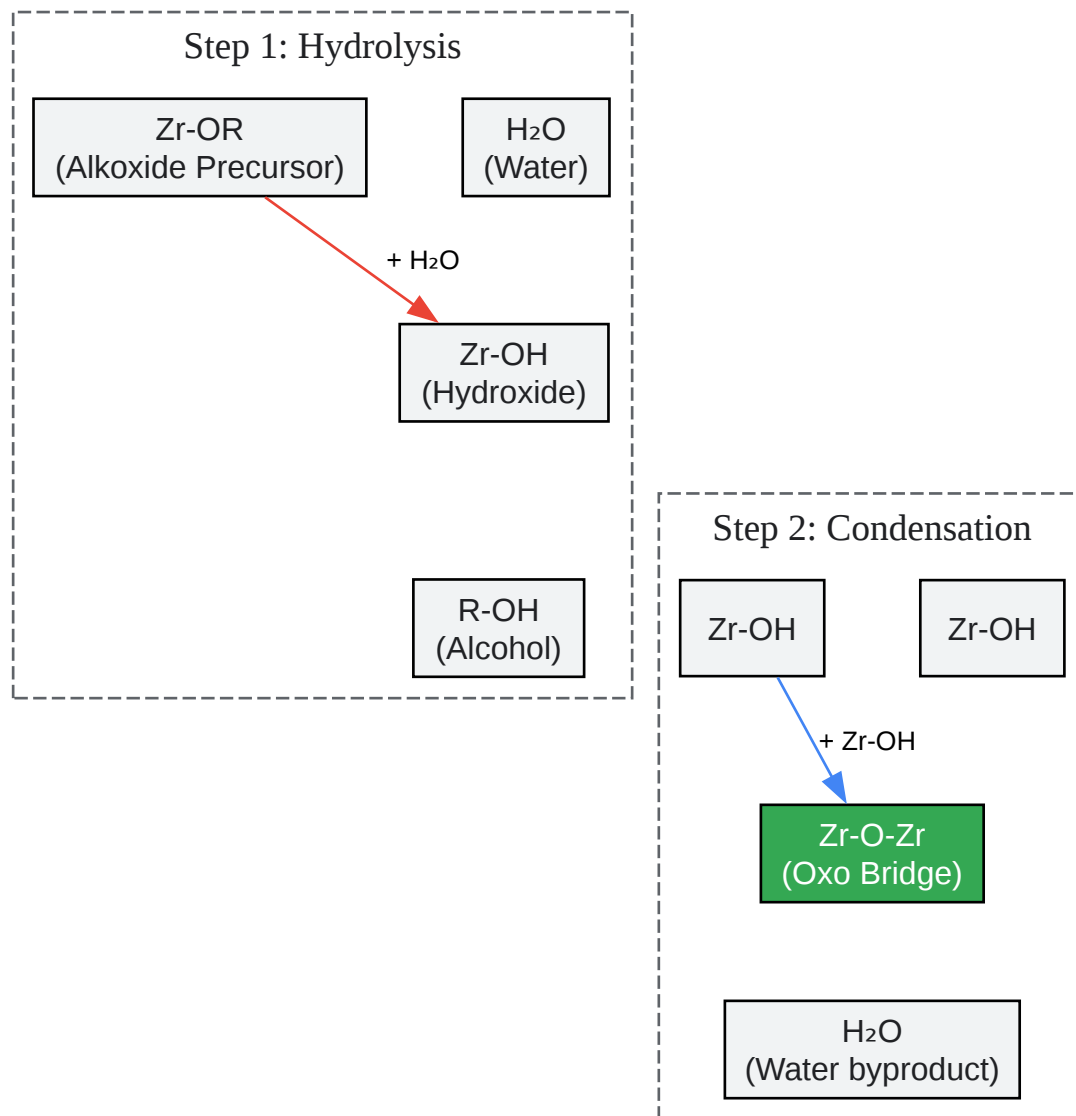 Step 1: Hydrolysis
Zr-OR
(Alkoxide Precursor)
H₂O
(Water)
+ H₂O
Zr-OH
(Hydroxide)
R-OH
(Alcohol)
Step 2: Condensation
Zr-OH
Zr-OH
+ Zr-OH
Zr-O-Zr
(Oxo Bridge)
H₂O
(Water byproduct)